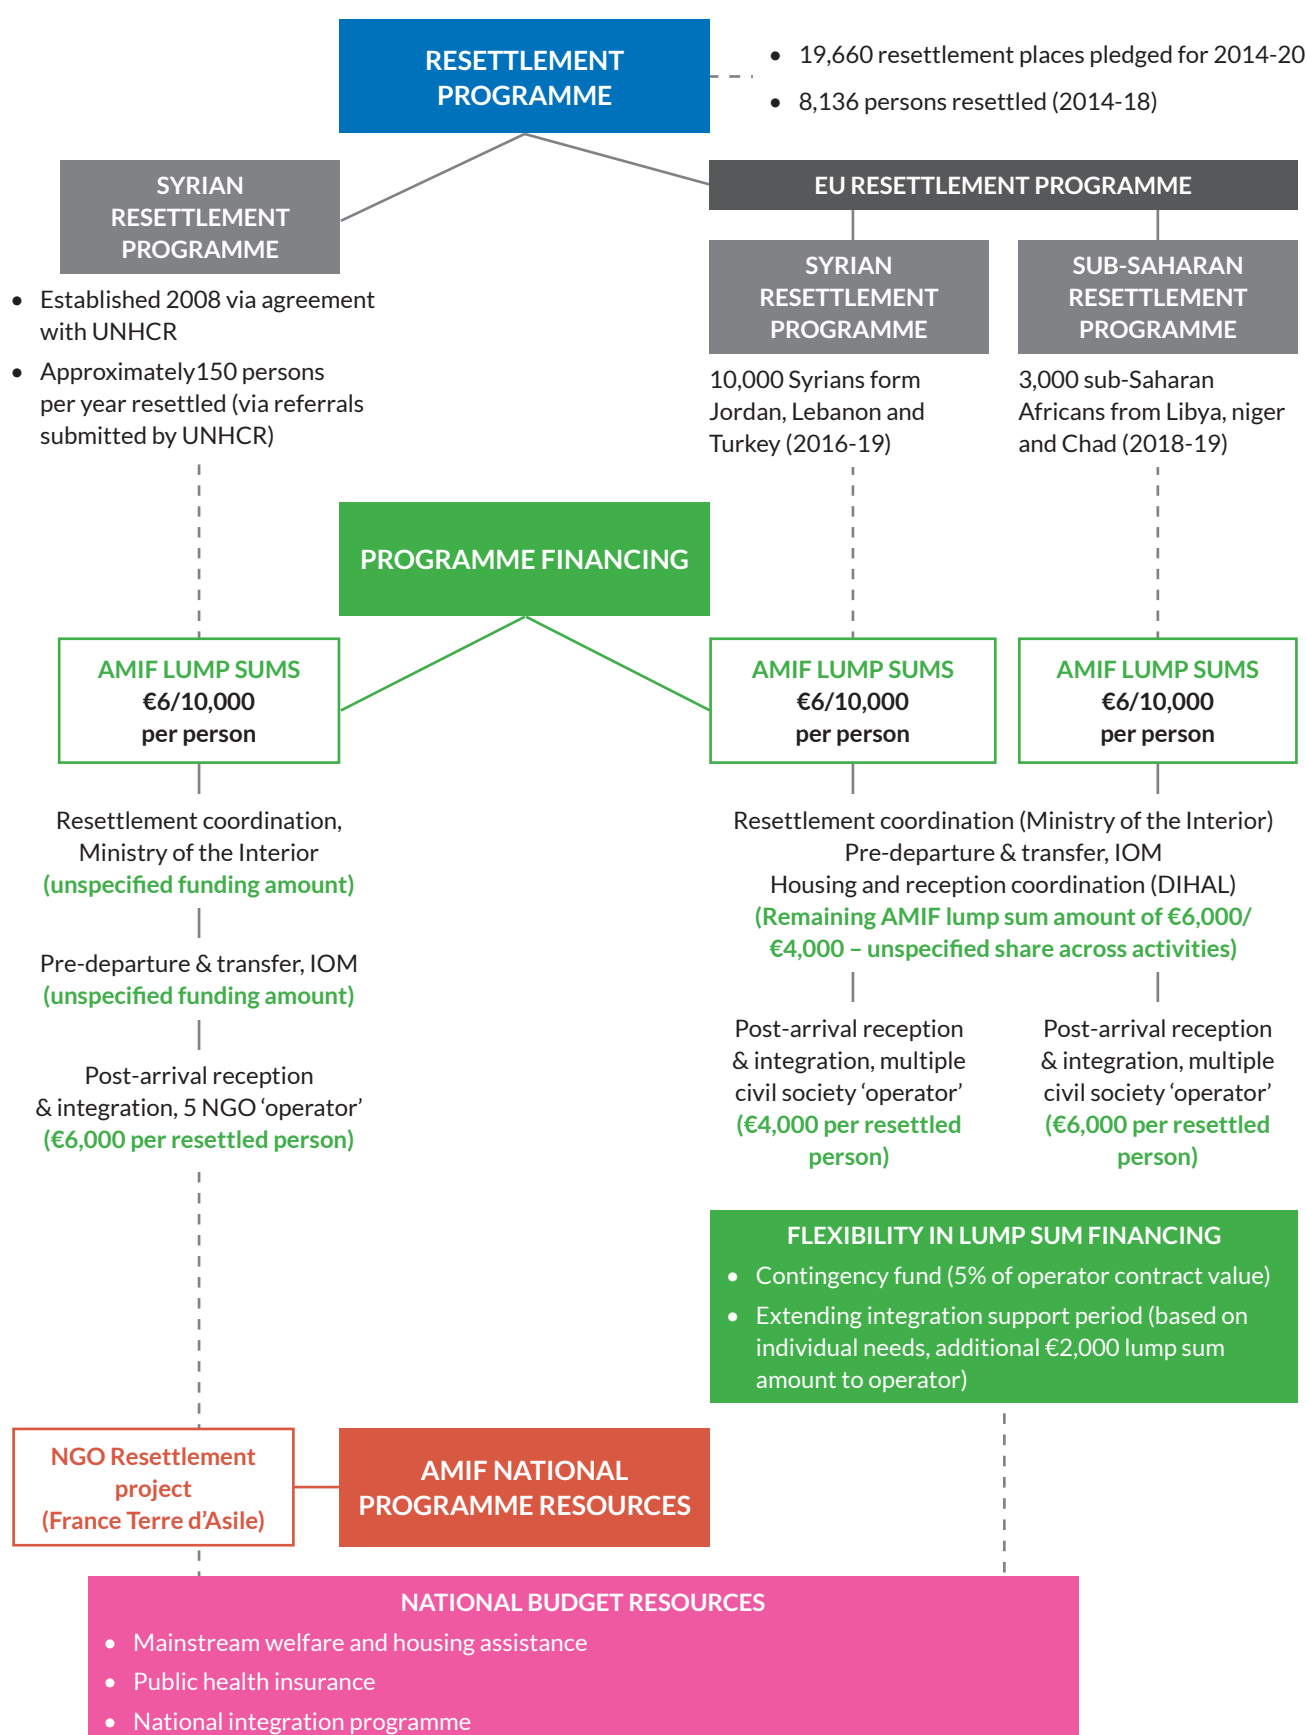 RESETTLEMENT
PROGRAMME
• 19,660 resettlement places pledged for 2014-20
• 8,136 persons resettled (2014-18)
SYRIAN
RESETTLEMENT
PROGRAMME
• Established 2008 via agreement
with UNHCR
• Approximately150 persons
per year resettled (via referrals
submitted by UNHCR)
EU RESETTLEMENT PROGRAMME
SYRIAN
RESETTLEMENT
PROGRAMME
10,000 Syrians form
Jordan, Lebanon and
Turkey (2016-19)
SUB-SAHARAN
RESETTLEMENT
PROGRAMME
3,000 sub-Saharan
Africans from Libya, niger
and Chad (2018-19)
PROGRAMME FINANCING
AMIF LUMP SUMS
€6/10,000
per person
Resettlement coordination,
Ministry of the Interior
(unspecified funding amount)
Pre-departure & transfer, IOM
(unspecified funding amount)
Post-arrival reception
& integration, 5 NGO ‘operator’
(€6,000 per resettled person)
AMIF LUMP SUMS
€6/10,000
per person
AMIF LUMP SUMS
€6/10,000
per person
Resettlement coordination (Ministry of the Interior)
Pre-departure & transfer, IOM
Housing and reception coordination (DIHAL)
(Remaining AMIF lump sum amount of €6,000/
€4,000 – unspecified share across activities)
Post-arrival reception
& integration, multiple
civil society ‘operator’
(€4,000 per resettled
person)
Post-arrival reception
& integration, multiple
civil society ‘operator’
(€6,000 per resettled
person)
FLEXIBILITY IN LUMP SUM FINANCING
• Contingency fund (5% of operator contract value)
• Extending integration support period (based on
individual needs, additional €2,000 lump sum
amount to operator)
NGO Resettlement
project
(France Terre d’Asile)
AMIF NATIONAL
PROGRAMME RESOURCES
NATIONAL BUDGET RESOURCES
• Mainstream welfare and housing assistance
• Public health insurance
• National integration programme